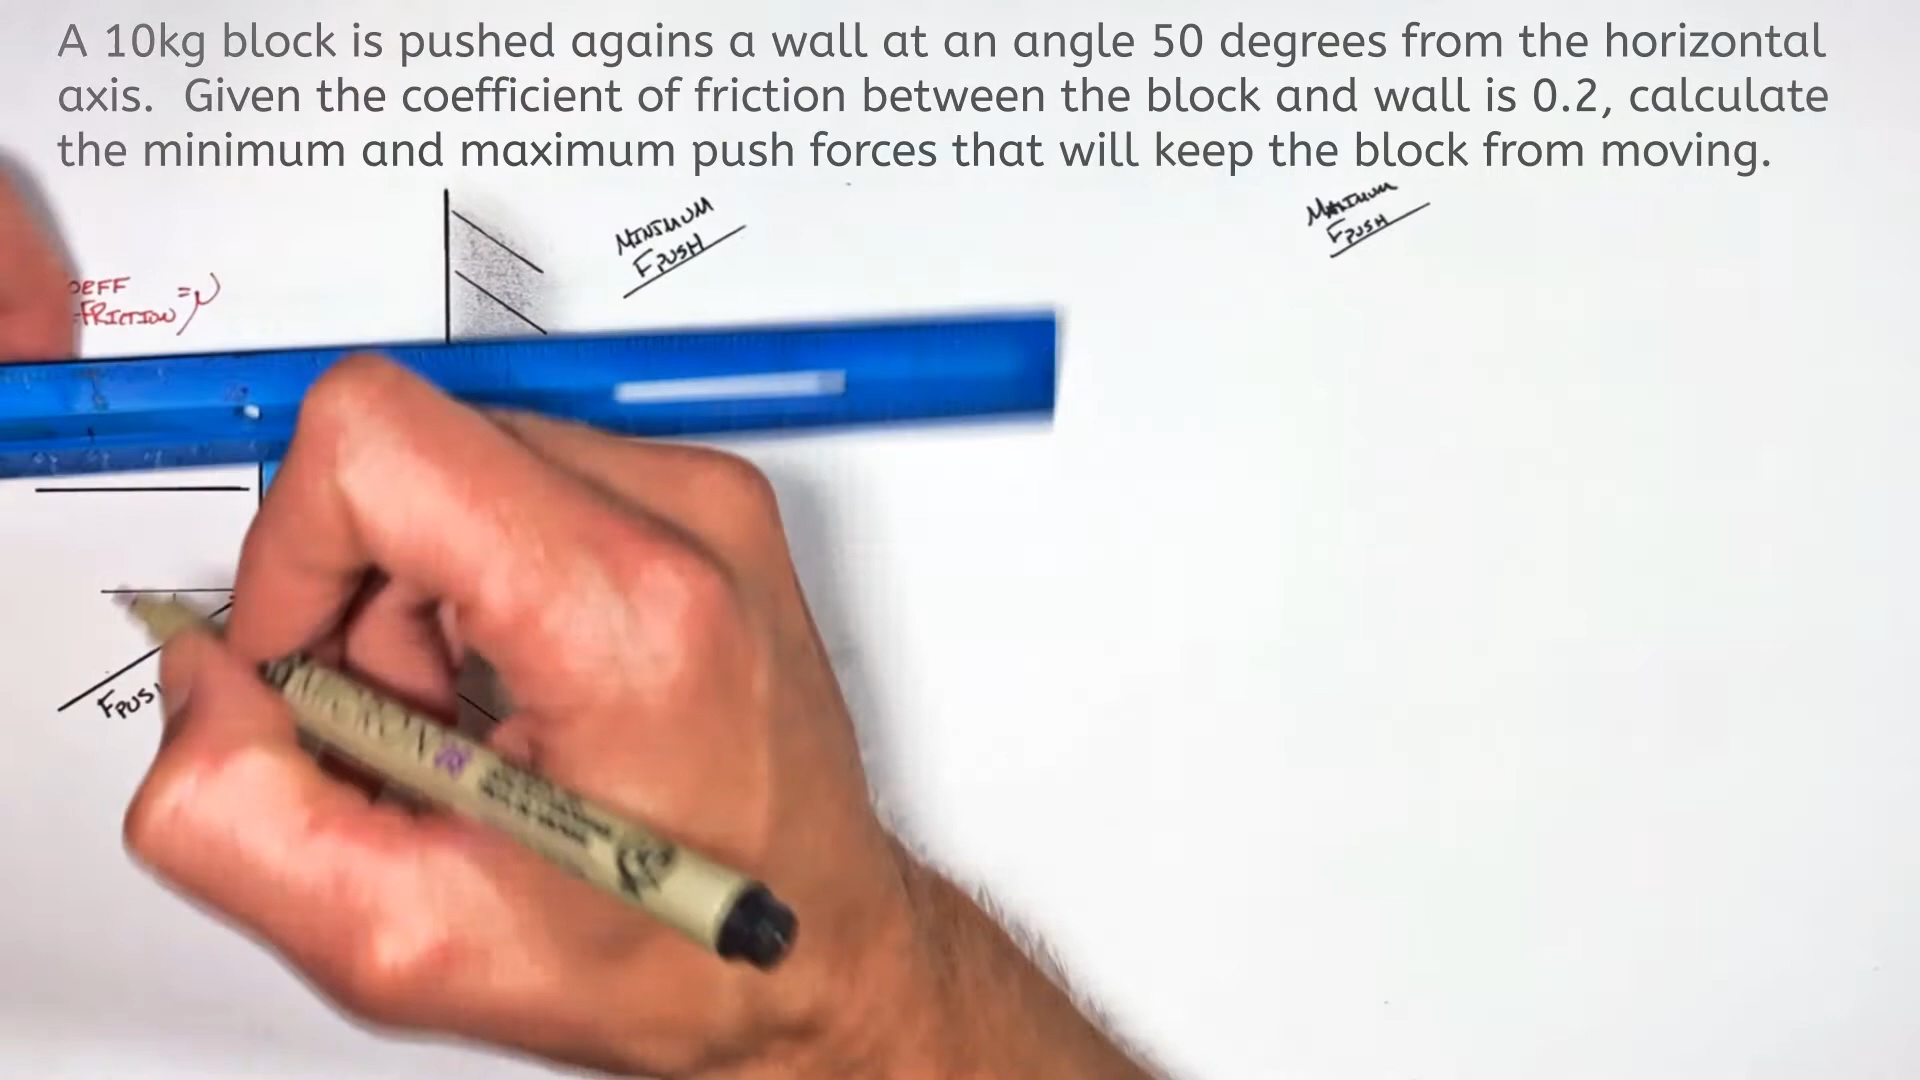 A 10kg block is pushed agains a wall at an angle 50 degrees from the horizontal
axis. Given the coefficient of friction between the block and wall is 0.2, calculate
the minimum and maximum push forces that will keep the block from moving.
MINIMUM
FPUSH
MAXIMUM
FPUSH
OEFF
FRICTION = μ
FPUS